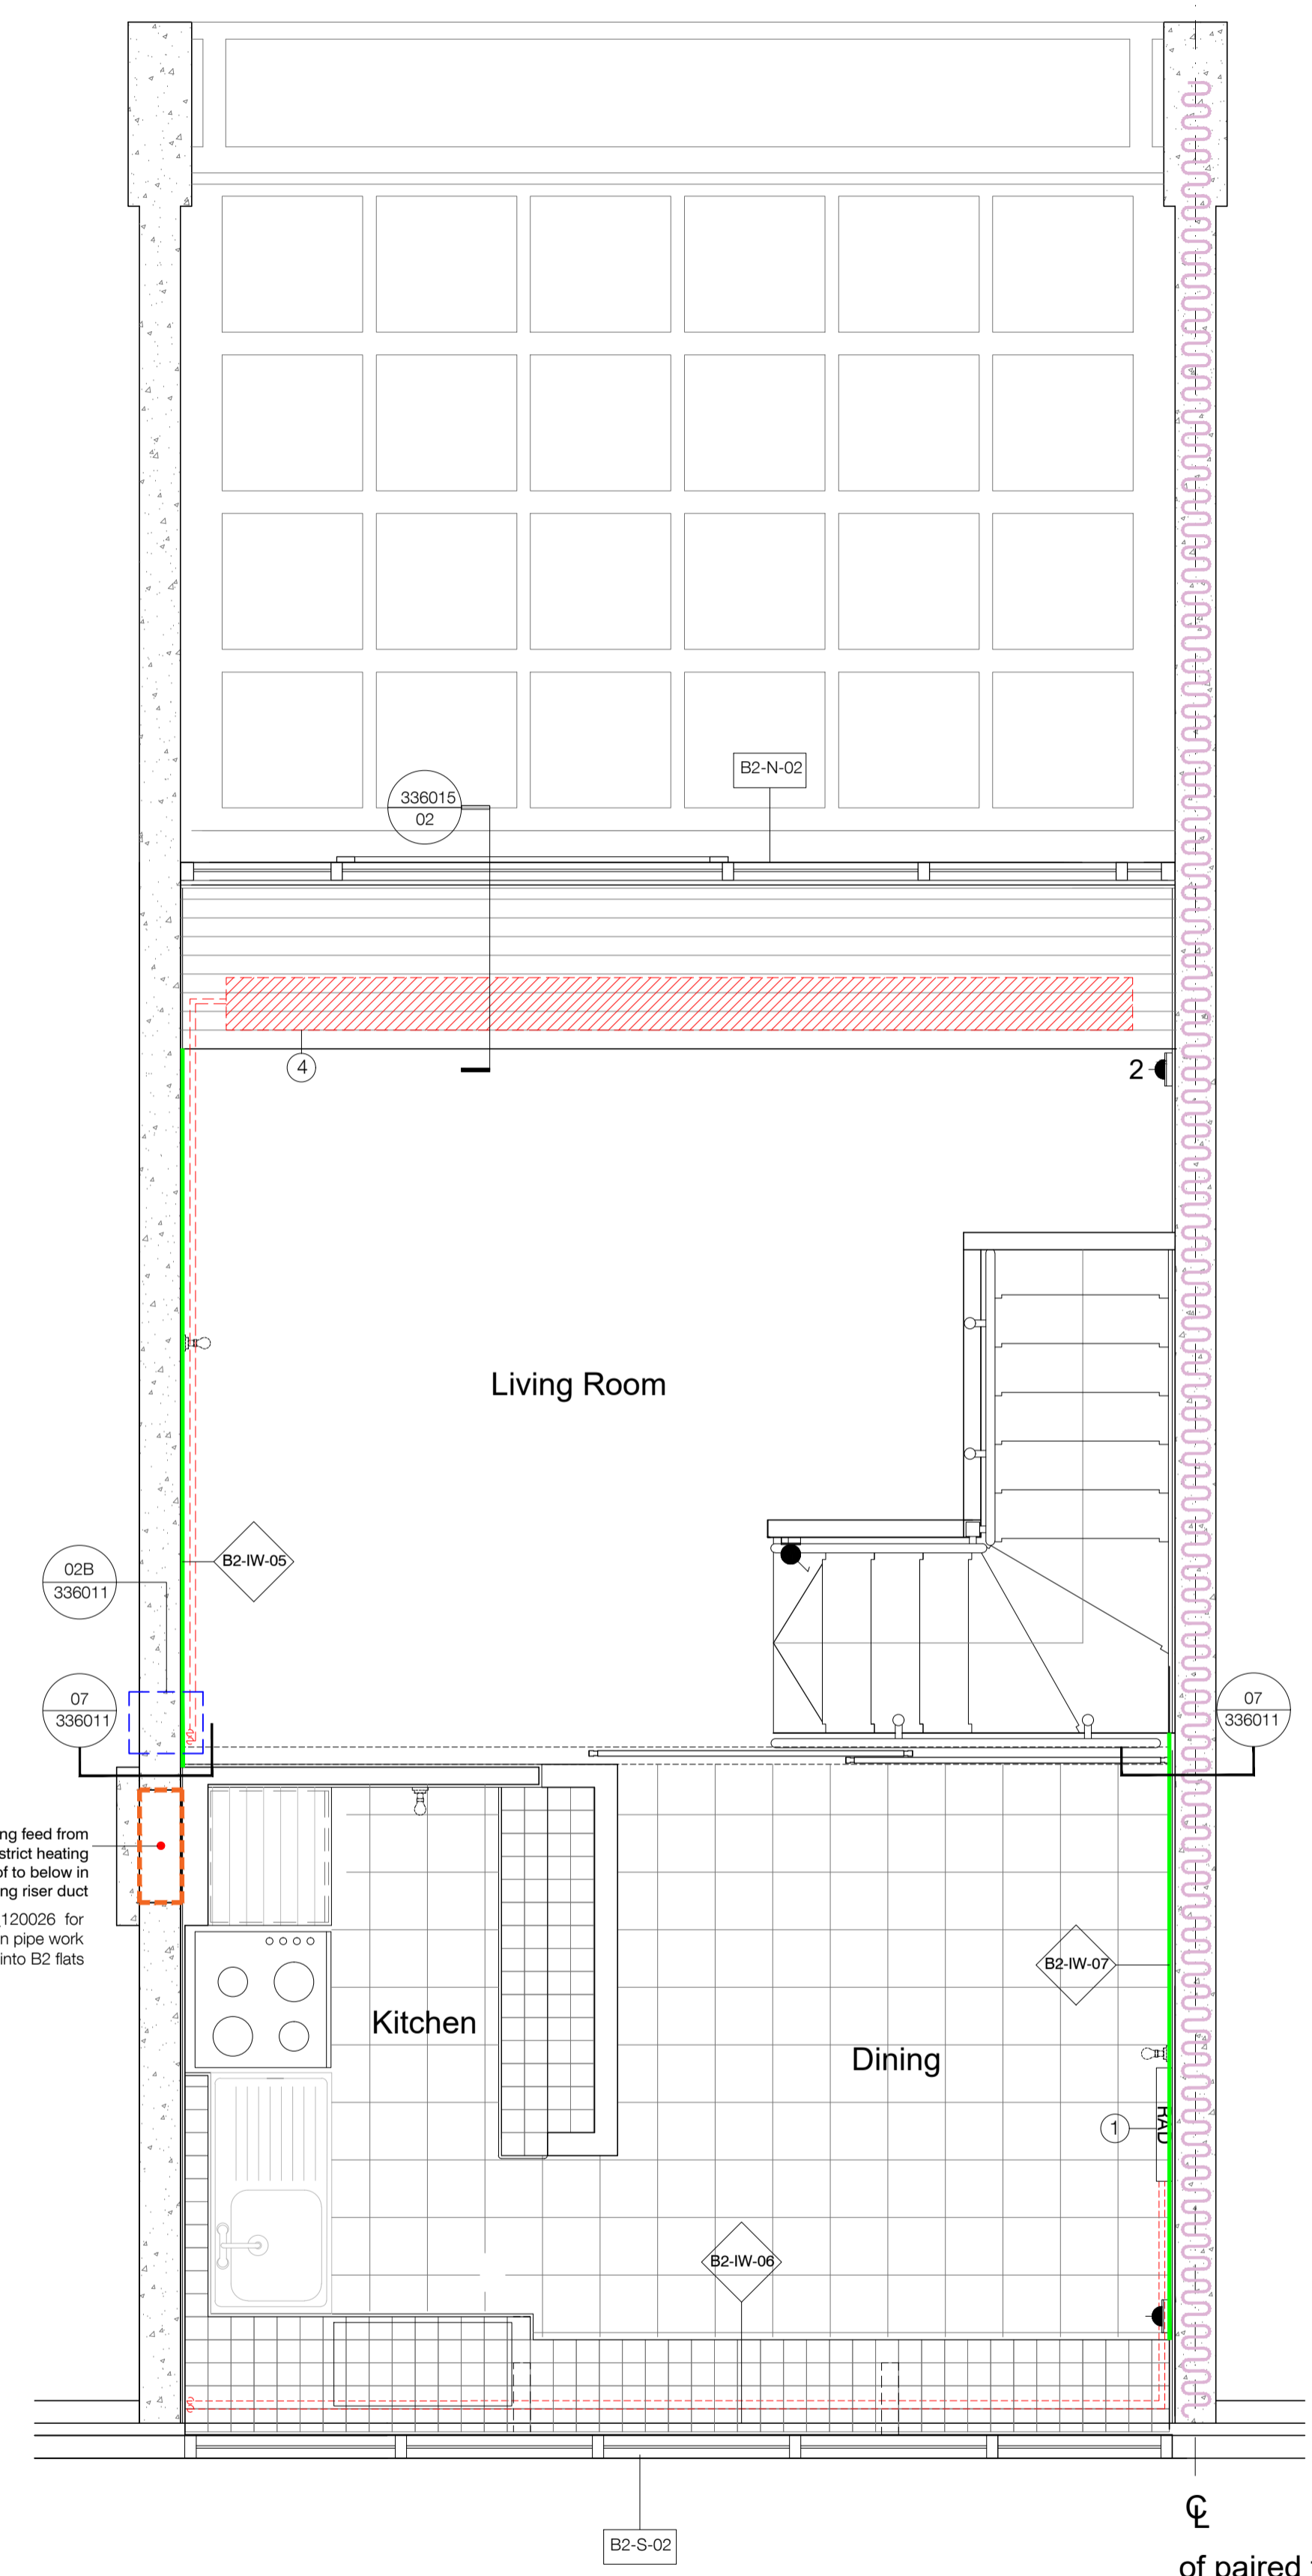 B2-N-02
336015
02
4
2
Living Room
B2-IW-05
02B
336011
07
336011
07
336011
ng feed from
strict heating
of to below in
ng riser duct
120026 for
n pipe work
into B2 flats
B2-IW-07
Kitchen
Dining
1
RAD
B2-IW-06
℄
B2-S-02
of paired